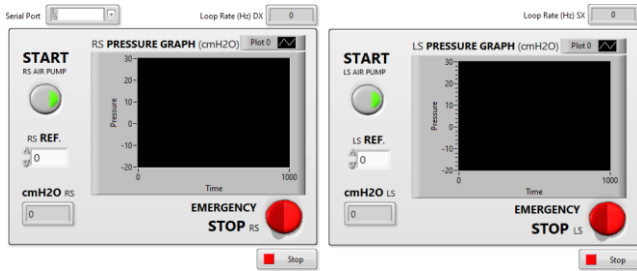 Serial Port
Loop Rate (Hz) DX 0
RS PRESSURE GRAPH (cmH2O) Plot 0
START
RS AIR PUMP
RS REF.
0
cmH2O RS
0
Pressure
30
20
10
0
-10
-20
0 1000
Time
EMERGENCY
STOP RS
Stop
Loop Rate (Hz) SX 0
LS PRESSURE GRAPH (cmH2O) Plot 0
START
LS AIR PUMP
LS REF.
0
cmH2O LS
0
Pressure
30
20
10
0
-10
-20
0 1000
Time
EMERGENCY
STOP LS
Stop